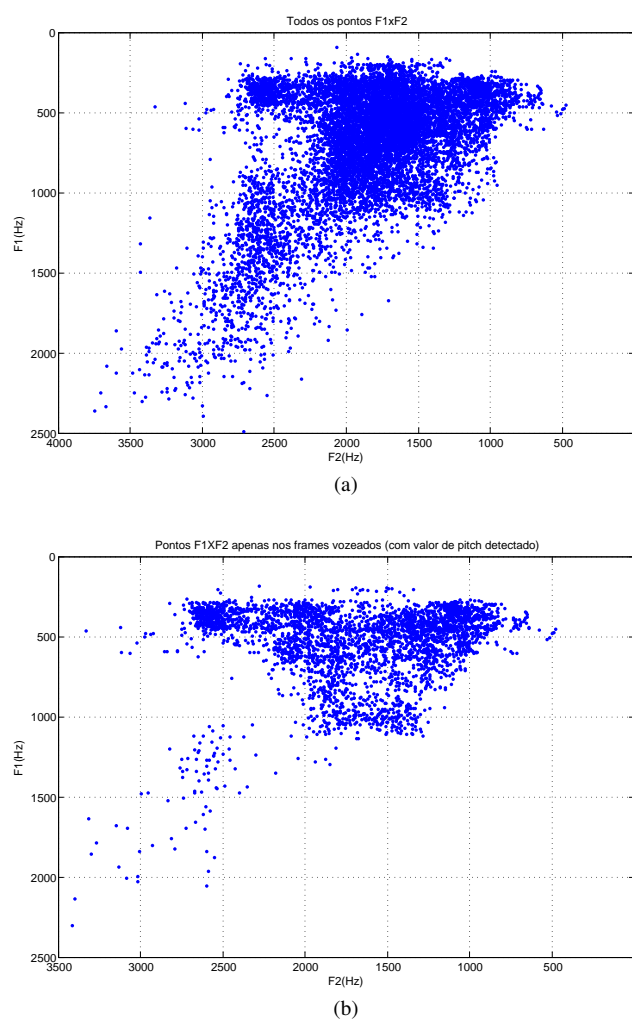 Todos os pontos F1xF2
0
500
1000
1500
2000
2500
F1(Hz)
4000 3500 3000 2500 2000 1500 1000 500
F2(Hz)
(a)
Pontos F1XF2 apenas nos frames vozeados (com valor de pitch detectado)
0
500
1000
1500
2000
2500
F1(Hz)
3500 3000 2500 2000 1500 1000 500
F2(Hz)
(b)